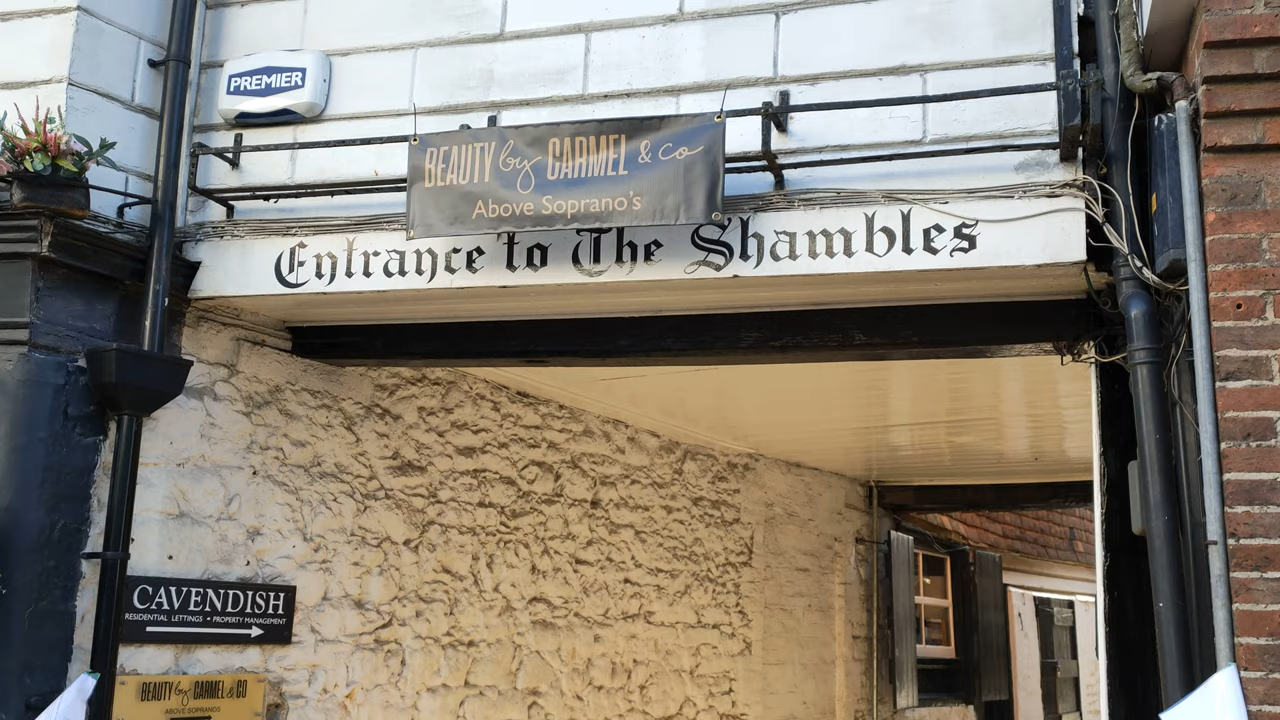 PREMIER
BEAUTY by CARMEL & co
Above Soprano's
Entrance to The Shambles
CAVENDISH
RESIDENTIAL LETTINGS • PROPERTY MANAGEMENT
BEAUTY by CARMEL & CO
ABOVE SOPRANOS